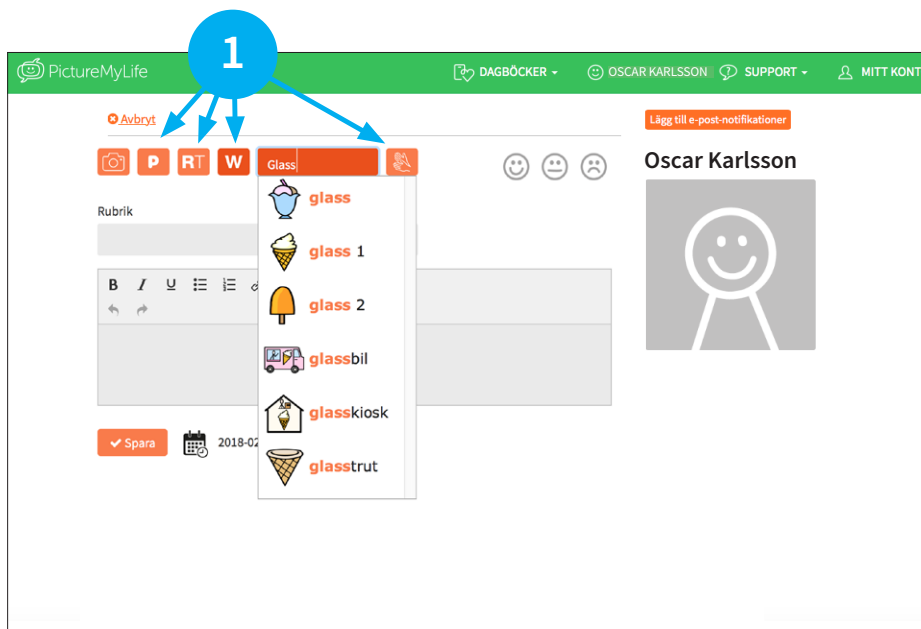 1
PictureMyLife
DAGBÖCKER
OSCAR KARLSSON
SUPPORT
MITT KONT
Avbryt
Lägg till e-post-notifikationer
P
RT
W
Glass
Oscar Karlsson
glass
Rubrik
glass 1
B I U
glass 2
glassbil
glasskiosk
Spara
2018-02
glasstrut